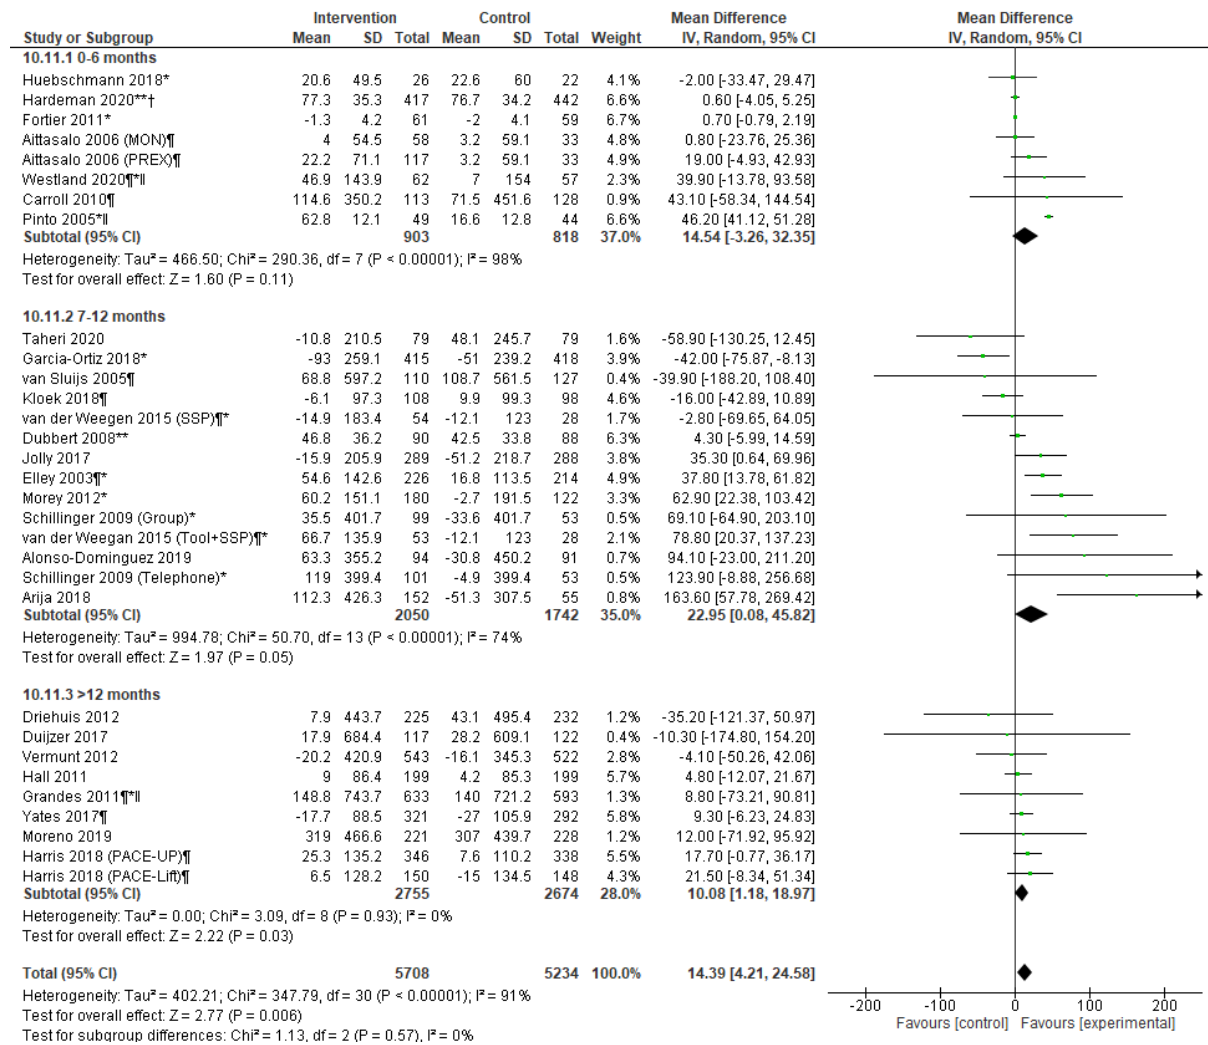 Intervention Control Mean Difference Mean Difference
Study or Subgroup Mean SD Total Mean SD Total Weight IV, Random, 95% CI IV, Random, 95% CI
10.11.1 0-6 months
Huebschmann 2018* 20.6 49.5 26 22.6 60 22 4.1% -2.00 [-33.47, 29.47]
Hardeman 2020**† 77.3 35.3 417 76.7 34.2 442 6.6% 0.60 [-4.05, 5.25]
Fortier 2011* -1.3 4.2 61 -2 4.1 59 6.7% 0.70 [-0.79, 2.19]
Aittasalo 2006 (MON)¶ 4 54.5 58 3.2 59.1 33 4.8% 0.80 [-23.76, 25.36]
Aittasalo 2006 (PREX)¶ 22.2 71.1 117 3.2 59.1 33 4.9% 19.00 [-4.93, 42.93]
Westland 2020¶*ǁ 46.9 143.9 62 7 154 57 2.3% 39.90 [-13.78, 93.58]
Carroll 2010¶ 114.6 350.2 113 71.5 451.6 128 0.9% 43.10 [-58.34, 144.54]
Pinto 2005*ǁ 62.8 12.1 49 16.6 12.8 44 6.6% 46.20 [41.12, 51.28]
Subtotal (95% CI) 903 818 37.0% 14.54 [-3.26, 32.35]
Heterogeneity: Tau² = 466.50; Chi² = 290.36, df = 7 (P < 0.00001); I² = 98%
Test for overall effect: Z = 1.60 (P = 0.11)
10.11.2 7-12 months
Taheri 2020 -10.8 210.5 79 48.1 245.7 79 1.6% -58.90 [-130.25, 12.45]
Garcia-Ortiz 2018* -93 259.1 415 -51 239.2 418 3.9% -42.00 [-75.87, -8.13]
van Sluijs 2005¶ 68.8 597.2 110 108.7 561.5 127 0.4% -39.90 [-188.20, 108.40]
Kloek 2018¶ -6.1 97.3 108 9.9 99.3 98 4.6% -16.00 [-42.89, 10.89]
van der Weegen 2015 (SSP)¶* -14.9 183.4 54 -12.1 123 28 1.7% -2.80 [-69.65, 64.05]
Dubbert 2008** 46.8 36.2 90 42.5 33.8 88 6.3% 4.30 [-5.99, 14.59]
Jolly 2017 -15.9 205.9 289 -51.2 218.7 288 3.8% 35.30 [0.64, 69.96]
Elley 2003¶* 54.6 142.6 226 16.8 113.5 214 4.9% 37.80 [13.78, 61.82]
Morey 2012* 60.2 151.1 180 -2.7 191.5 122 3.3% 62.90 [22.38, 103.42]
Schillinger 2009 (Group)* 35.5 401.7 99 -33.6 401.7 53 0.5% 69.10 [-64.90, 203.10]
van der Weegan 2015 (Tool+SSP)¶* 66.7 135.9 53 -12.1 123 28 2.1% 78.80 [20.37, 137.23]
Alonso-Dominguez 2019 63.3 355.2 94 -30.8 450.2 91 0.7% 94.10 [-23.00, 211.20]
Schillinger 2009 (Telephone)* 119 399.4 101 -4.9 399.4 53 0.5% 123.90 [-8.88, 256.68]
Arija 2018 112.3 426.3 152 -51.3 307.5 55 0.8% 163.60 [57.78, 269.42]
Subtotal (95% CI) 2050 1742 35.0% 22.95 [0.08, 45.82]
Heterogeneity: Tau² = 994.78; Chi² = 50.70, df = 13 (P < 0.00001); I² = 74%
Test for overall effect: Z = 1.97 (P = 0.05)
10.11.3 >12 months
Driehuis 2012 7.9 443.7 225 43.1 495.4 232 1.2% -35.20 [-121.37, 50.97]
Duijzer 2017 17.9 684.4 117 28.2 609.1 122 0.4% -10.30 [-174.80, 154.20]
Vermunt 2012 -20.2 420.9 543 -16.1 345.3 522 2.8% -4.10 [-50.26, 42.06]
Hall 2011 9 86.4 199 4.2 85.3 199 5.7% 4.80 [-12.07, 21.67]
Grandes 2011¶*ǁ 148.8 743.7 633 140 721.2 593 1.3% 8.80 [-73.21, 90.81]
Yates 2017¶ -17.7 88.5 321 -27 105.9 292 5.8% 9.30 [-6.23, 24.83]
Moreno 2019 319 466.6 221 307 439.7 228 1.2% 12.00 [-71.92, 95.92]
Harris 2018 (PACE-UP)¶ 25.3 135.2 346 7.6 110.2 338 5.5% 17.70 [-0.77, 36.17]
Harris 2018 (PACE-Lift)¶ 6.5 128.2 150 -15 134.5 148 4.3% 21.50 [-8.34, 51.34]
Subtotal (95% CI) 2755 2674 28.0% 10.08 [1.18, 18.97]
Heterogeneity: Tau² = 0.00; Chi² = 3.09, df = 8 (P = 0.93); I² = 0%
Test for overall effect: Z = 2.22 (P = 0.03)
Total (95% CI) 5708 5234 100.0% 14.39 [4.21, 24.58]
Heterogeneity: Tau² = 402.21; Chi² = 347.79, df = 30 (P < 0.00001); I² = 91%
Test for overall effect: Z = 2.77 (P = 0.006)
Test for subgroup differences: Chi² = 1.13, df = 2 (P = 0.57), I² = 0%
-200 -100 0 100 200
Favours [control] Favours [experimental]